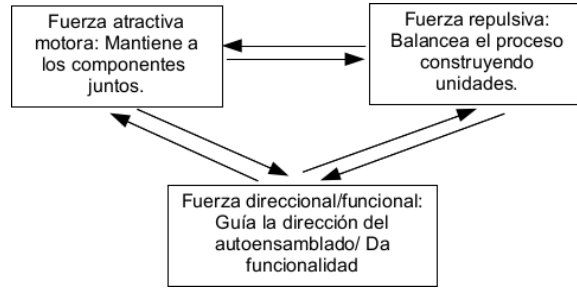 Fuerza atractiva
motora: Mantiene a
los componentes
juntos.
Fuerza repulsiva:
Balancea el proceso
construyendo
unidades.
Fuerza direccional/funcional:
Guía la dirección del
autoensamblado/ Da
funcionalidad